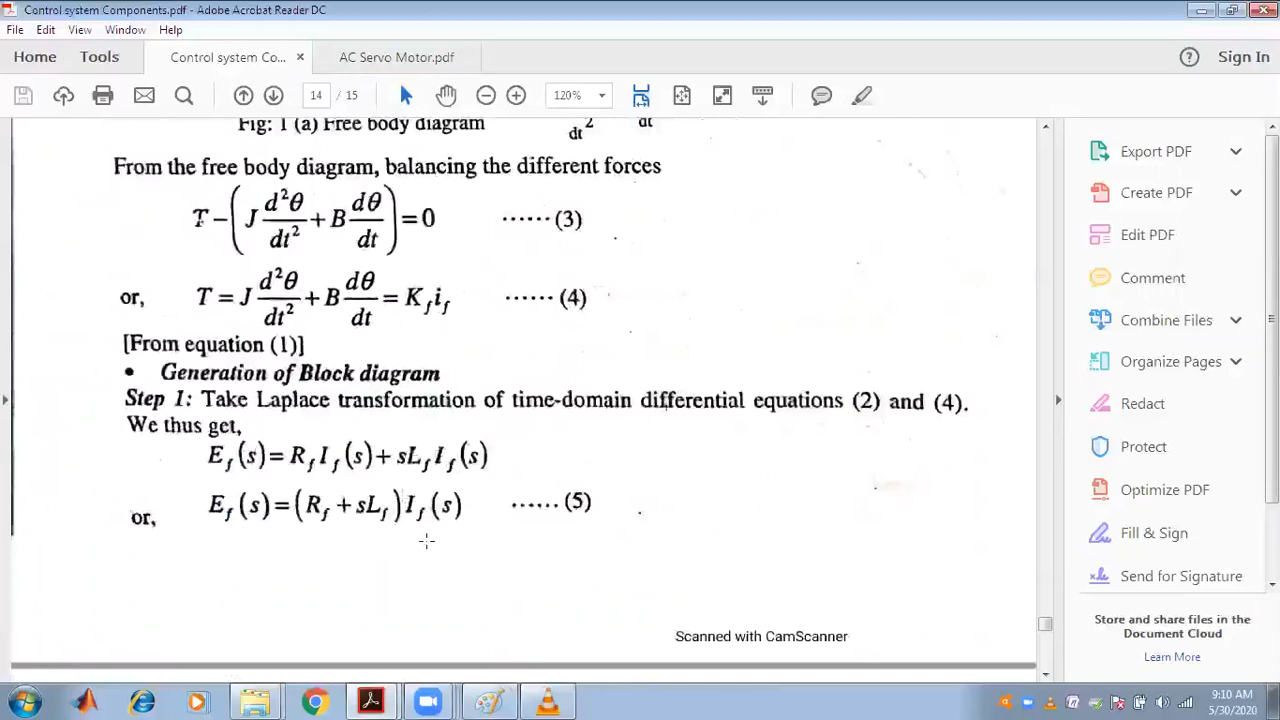 Control system Components.pdf - Adobe Acrobat Reader DC
File Edit View Window Help
Home Tools Control system Co... × AC Servo Motor.pdf Sign In
14 / 15 120%
Fig: 1 (a) Free body diagram dt² dt
From the free body diagram, balancing the different forces
T − ( J d²θ/dt² + B dθ/dt ) = 0 ...... (3)
or, T = J d²θ/dt² + B dθ/dt = K_f i_f ...... (4)
[From equation (1)]
• Generation of Block diagram
Step 1: Take Laplace transformation of time-domain differential equations (2) and (4).
We thus get,
E_f (s) = R_f I_f (s) + sL_f I_f (s)
or, E_f (s) = (R_f + sL_f) I_f (s) ...... (5)
Scanned with CamScanner
Export PDF
Create PDF
Edit PDF
Comment
Combine Files
Organize Pages
Redact
Protect
Optimize PDF
Fill & Sign
Send for Signature
Store and share files in the
Document Cloud
Learn More
9:10 AM
5/30/2020